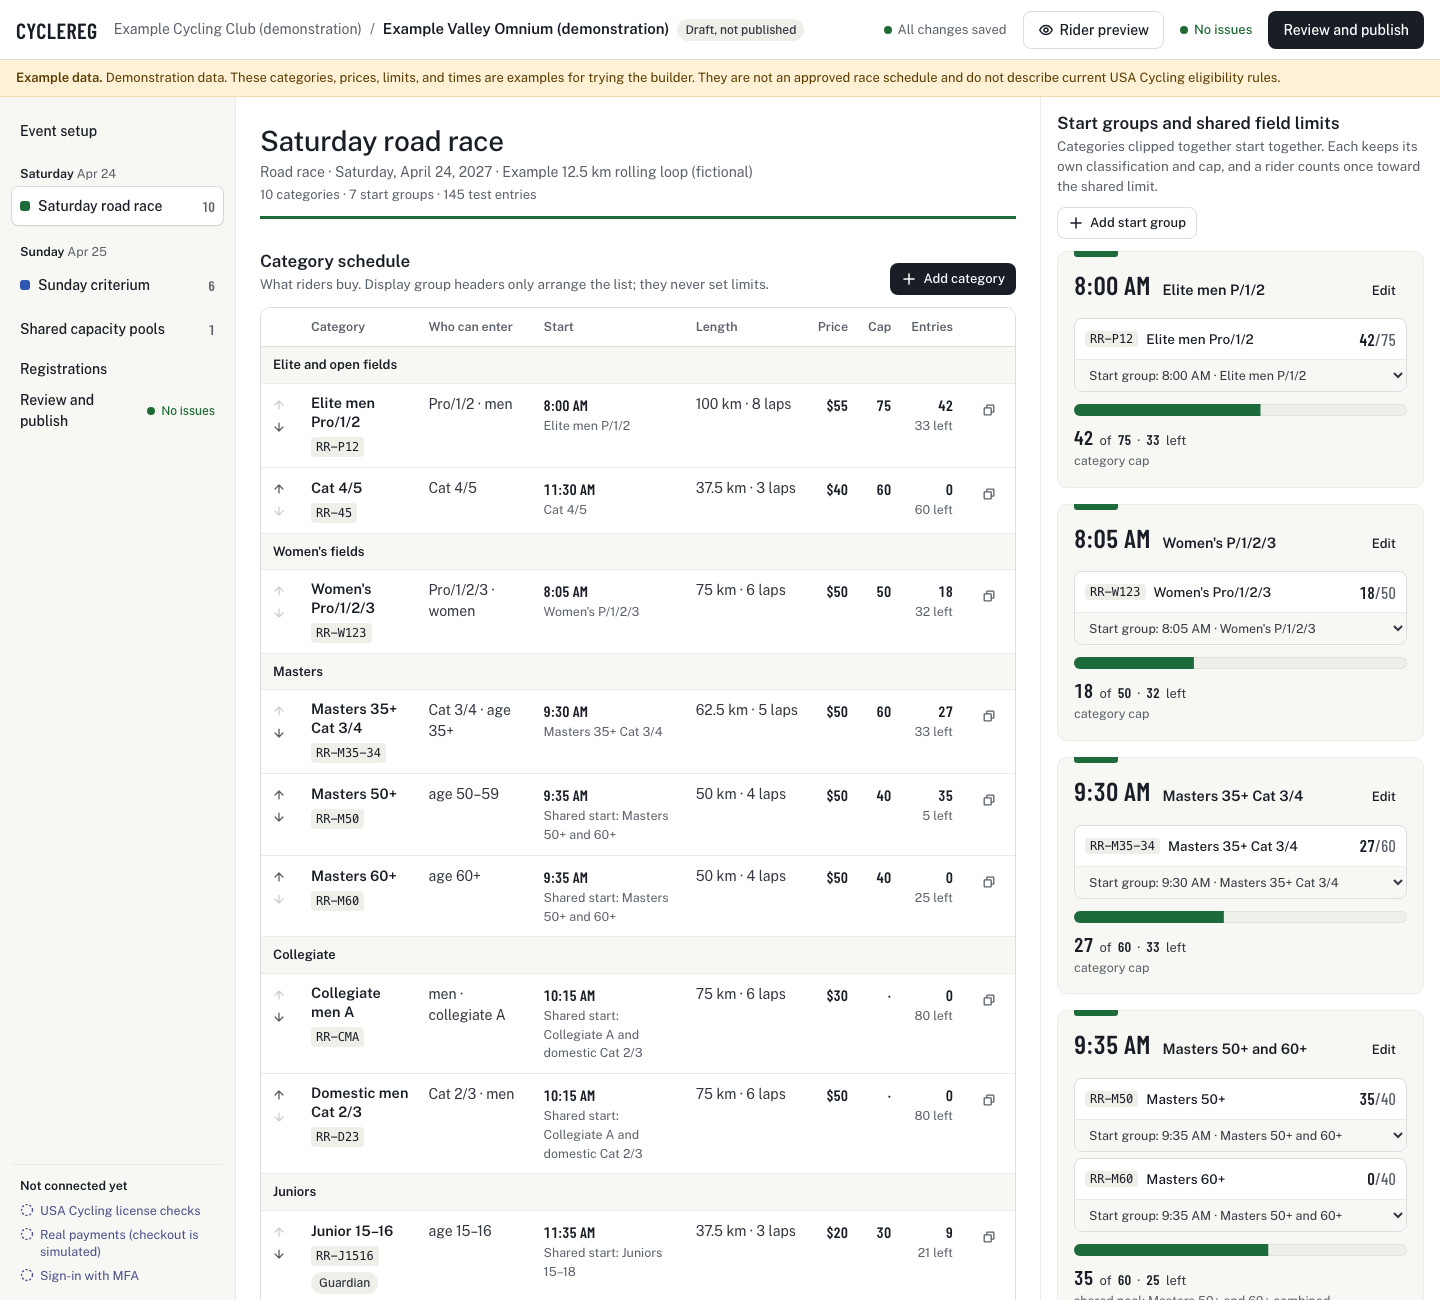 CYCLEREG
Example Cycling Club (demonstration) / Example Valley Omnium (demonstration) Draft, not published
All changes saved
Rider preview
No issues
Review and publish
Example data. Demonstration data. These categories, prices, limits, and times are examples for trying the builder. They are not an approved race schedule and do not describe current USA Cycling eligibility rules.
Event setup
Saturday Apr 24
Saturday road race 10
Sunday Apr 25
Sunday criterium 6
Shared capacity pools 1
Registrations
Review and
publish
No issues
Not connected yet
USA Cycling license checks
Real payments (checkout is
simulated)
Sign-in with MFA
Saturday road race
Road race · Saturday, April 24, 2027 · Example 12.5 km rolling loop (fictional)
10 categories · 7 start groups · 145 test entries
Category schedule
What riders buy. Display group headers only arrange the list; they never set limits.
Add category
Category Who can enter Start Length Price Cap Entries
Elite and open fields
Elite men Pro/1/2 · men 8:00 AM 100 km · 8 laps $55 75 42
Pro/1/2 Elite men P/1/2 33 left
RR-P12
Cat 4/5 Cat 4/5 11:30 AM 37.5 km · 3 laps $40 60 0
RR-45 Cat 4/5 60 left
Women's fields
Women's Pro/1/2/3 · 8:05 AM 75 km · 6 laps $50 50 18
Pro/1/2/3 women Women's P/1/2/3 32 left
RR-W123
Masters
Masters 35+ Cat 3/4 · age 9:30 AM 62.5 km · 5 laps $50 60 27
Cat 3/4 35+ Masters 35+ Cat 3/4 33 left
RR-M35-34
Masters 50+ age 50–59 9:35 AM 50 km · 4 laps $50 40 35
RR-M50 Shared start: Masters 5 left
50+ and 60+
Masters 60+ age 60+ 9:35 AM 50 km · 4 laps $50 40 0
RR-M60 Shared start: Masters 25 left
50+ and 60+
Collegiate
Collegiate men · 10:15 AM 75 km · 6 laps $30 · 0
men A collegiate A Shared start: 80 left
RR-CMA Collegiate A and
domestic Cat 2/3
Domestic men Cat 2/3 · men 10:15 AM 75 km · 6 laps $50 · 0
Cat 2/3 Shared start: 80 left
RR-D23 Collegiate A and
domestic Cat 2/3
Juniors
Junior 15–16 age 15–16 11:35 AM 37.5 km · 3 laps $20 30 9
RR-J1516 Shared start: Juniors 21 left
Guardian 15–18
Start groups and shared field limits
Categories clipped together start together. Each keeps its
own classification and cap, and a rider counts once toward
the shared limit.
Add start group
8:00 AM Elite men P/1/2 Edit
RR-P12 Elite men Pro/1/2 42/75
Start group: 8:00 AM · Elite men P/1/2
42 of 75 · 33 left
category cap
8:05 AM Women's P/1/2/3 Edit
RR-W123 Women's Pro/1/2/3 18/50
Start group: 8:05 AM · Women's P/1/2/3
18 of 50 · 32 left
category cap
9:30 AM Masters 35+ Cat 3/4 Edit
RR-M35-34 Masters 35+ Cat 3/4 27/60
Start group: 9:30 AM · Masters 35+ Cat 3/4
27 of 60 · 33 left
category cap
9:35 AM Masters 50+ and 60+ Edit
RR-M50 Masters 50+ 35/40
Start group: 9:35 AM · Masters 50+ and 60+
RR-M60 Masters 60+ 0/40
Start group: 9:35 AM · Masters 50+ and 60+
35 of 60 · 25 left